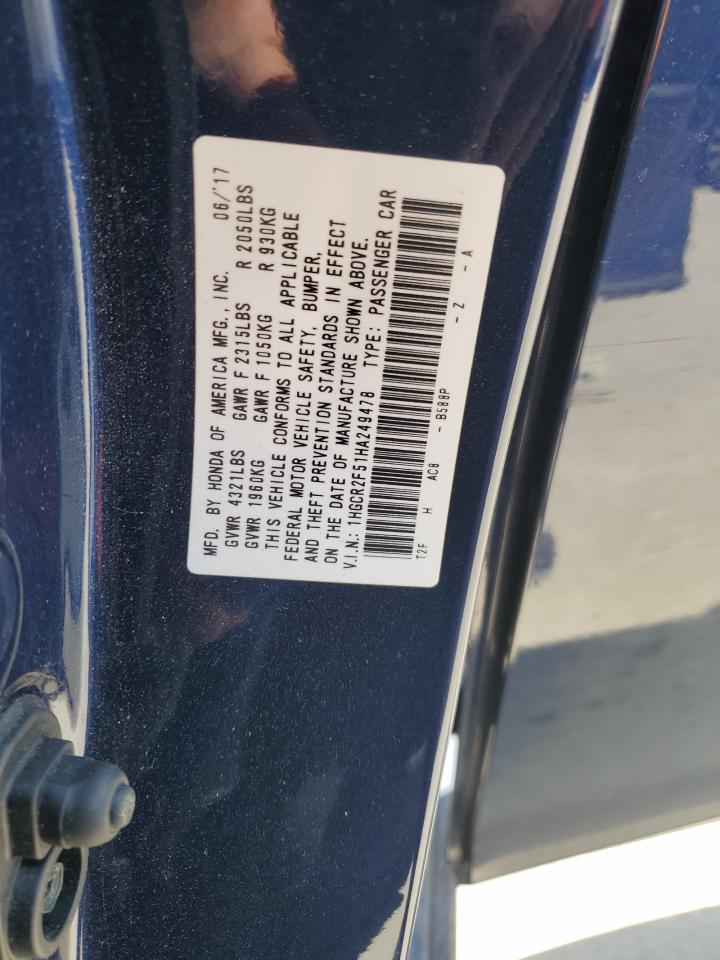 MFD. BY HONDA OF AMERICA MFG., INC. 06/'17
GVWR 4321LBS GAWR F 2315LBS R 2050LBS
GVWR 1960KG GAWR F 1050KG R 930KG
THIS VEHICLE CONFORMS TO ALL APPLICABLE
FEDERAL MOTOR VEHICLE SAFETY, BUMPER,
AND THEFT PREVENTION STANDARDS IN EFFECT
ON THE DATE OF MANUFACTURE SHOWN ABOVE.
V.I.N.: 1HGCR2F51HA249478 TYPE: PASSENGER CAR
T2F H AC8 - B588P - Z - A